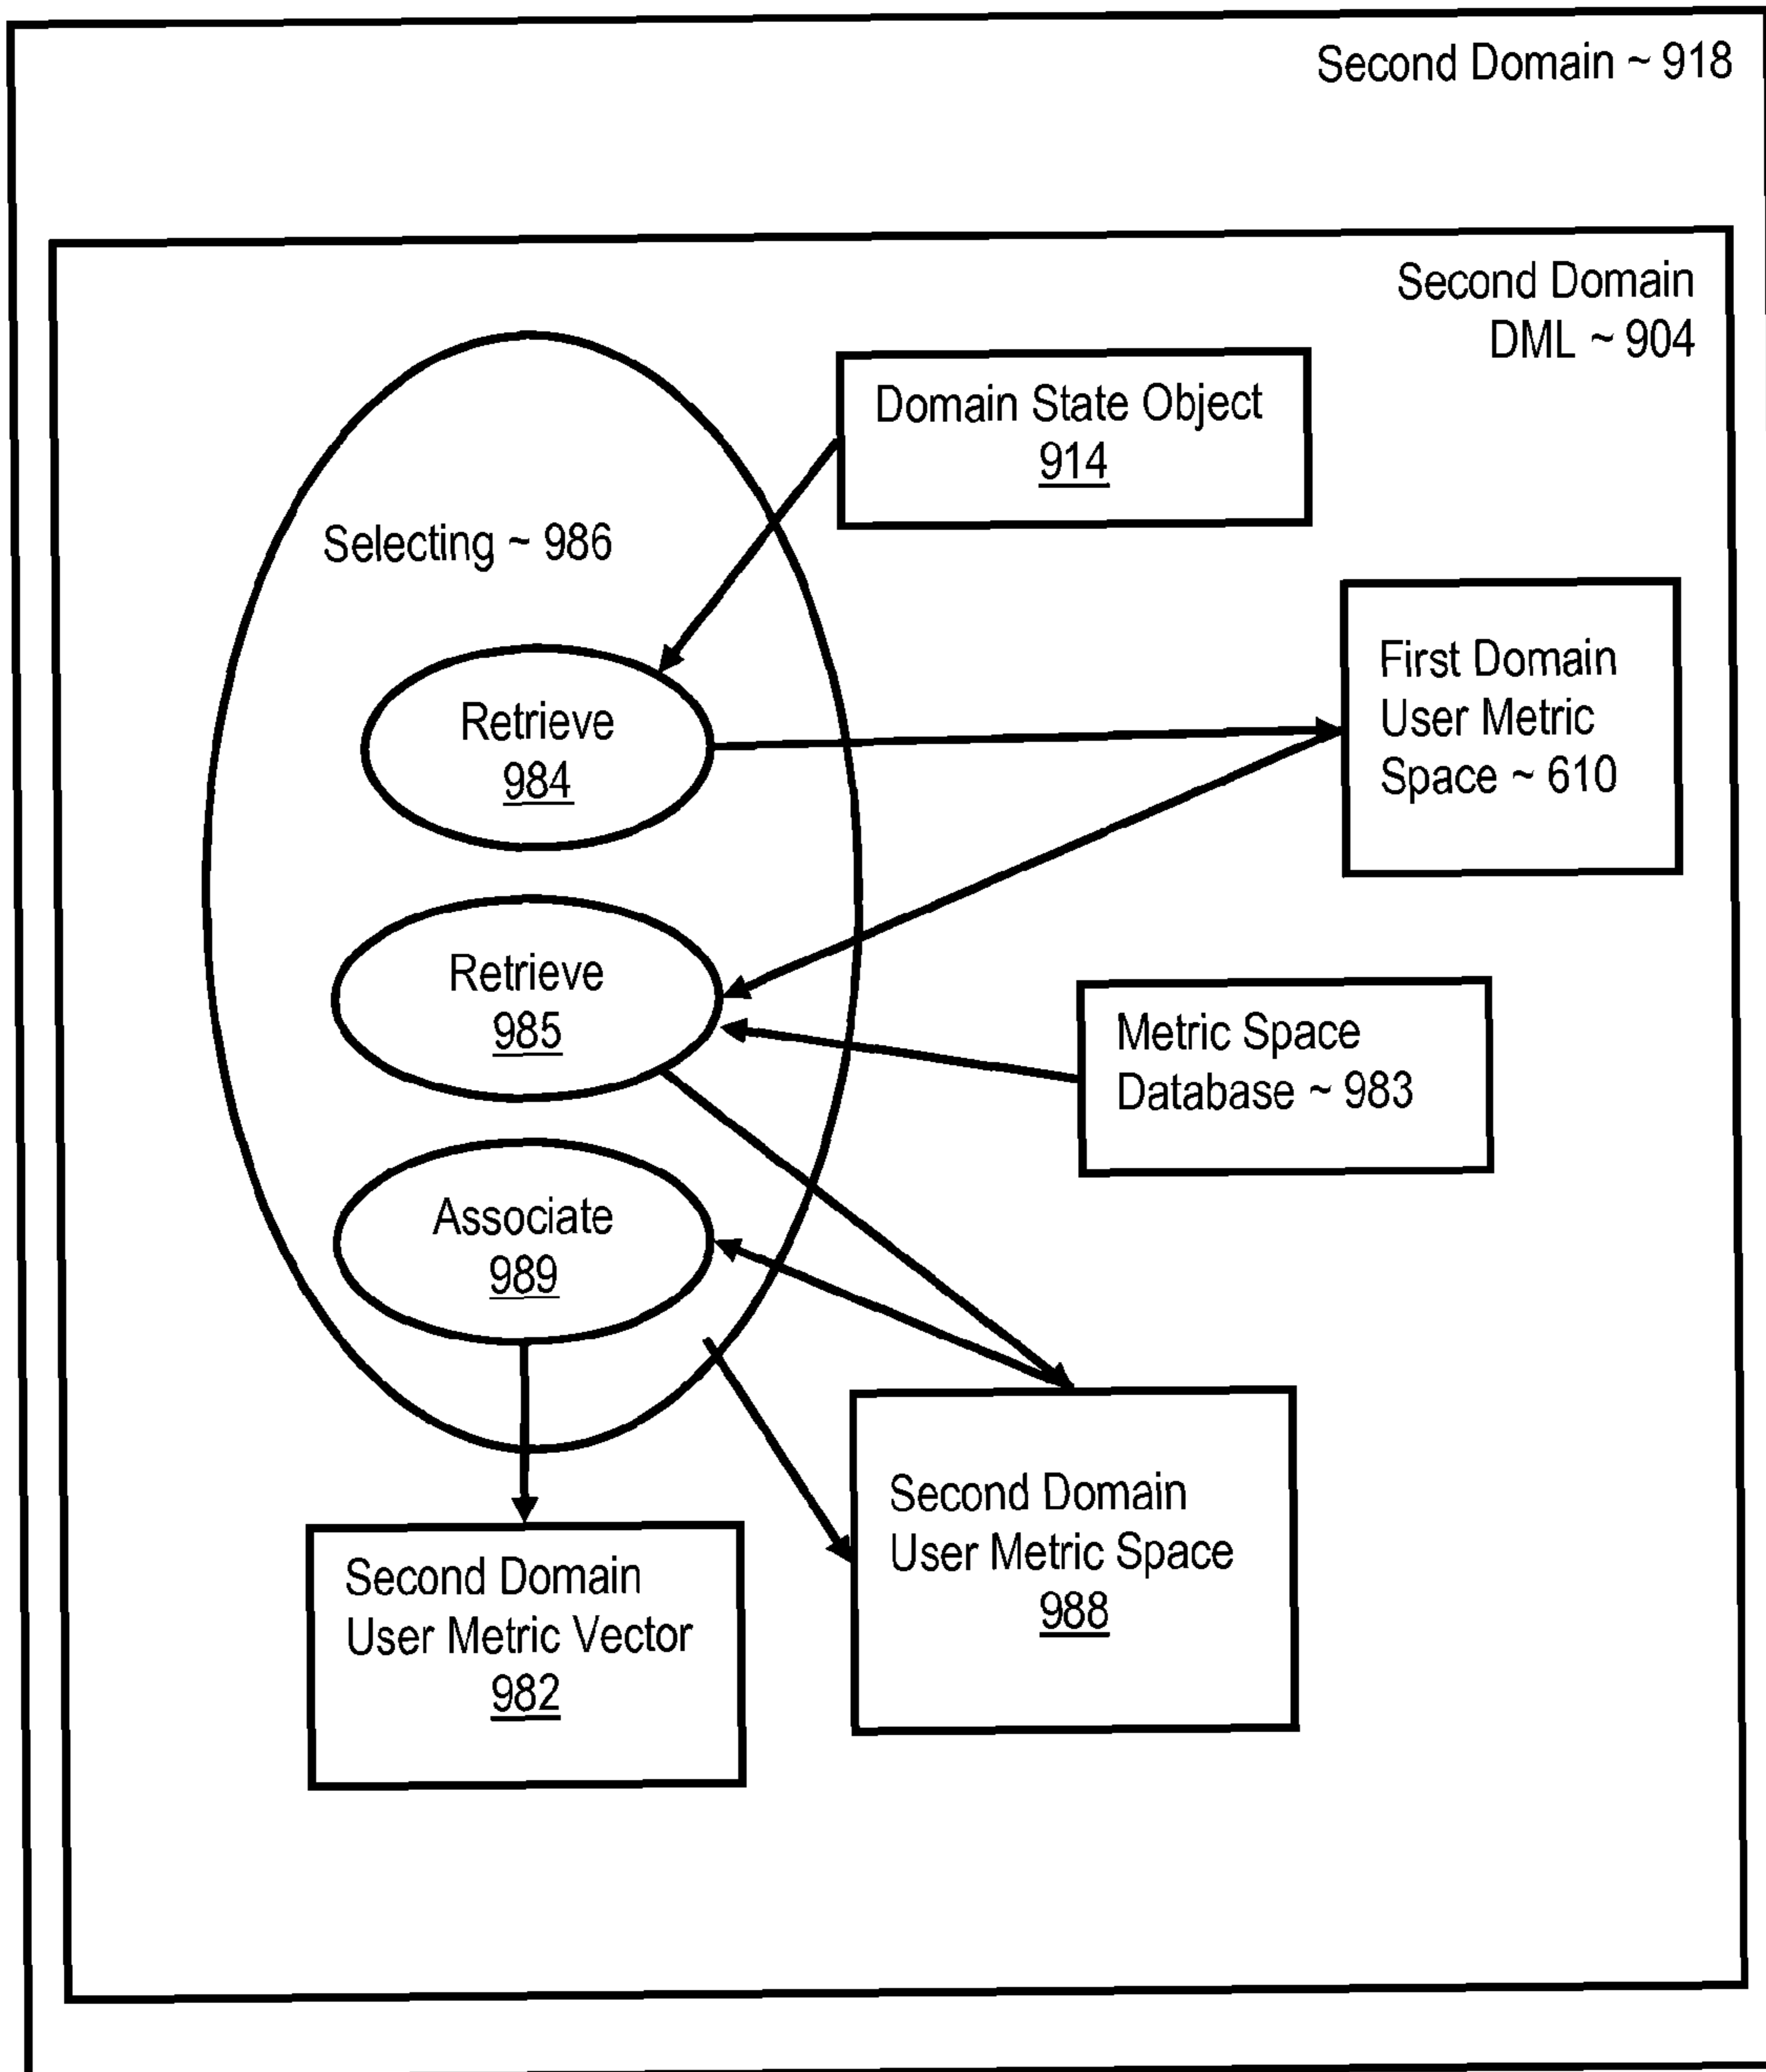 Second Domain ~ 918
Second Domain
DML ~ 904
Domain State Object
914
Selecting ~ 986
First Domain
User Metric
Space ~ 610
Retrieve
984
Retrieve
985
Metric Space
Database ~ 983
Associate
989
Second Domain
User Metric Space
988
Second Domain
User Metric Vector
982